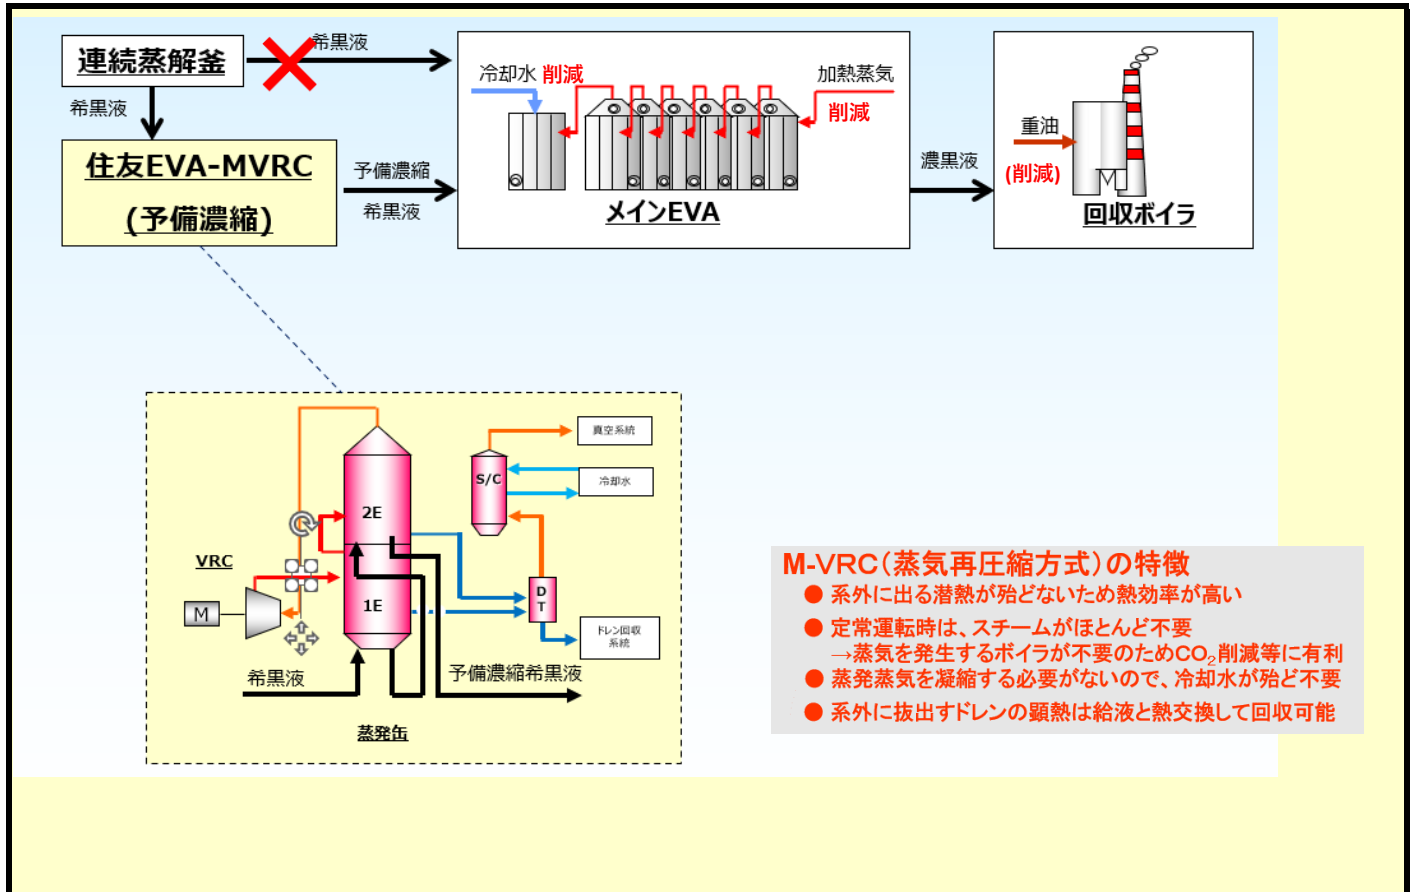 連続蒸解釜
希黒液
希黒液
住友EVA-MVRC
(予備濃縮)
予備濃縮
希黒液
冷却水 削減
加熱蒸気
削減
メインEVA
濃黒液
重油
(削減)
回収ボイラ
真空系統
S/C
冷却水
2E
VRC
M
1E
D
T
ドレン回収
系統
希黒液
予備濃縮希黒液
蒸発缶
M-VRC(蒸気再圧縮方式)の特徴
● 系外に出る潜熱が殆どないため熱効率が高い
● 定常運転時は、スチームがほとんど不要
→蒸気を発生するボイラが不要のためCO₂削減等に有利
● 蒸発蒸気を凝縮する必要がないので、冷却水が殆ど不要
● 系外に抜出すドレンの顕熱は給液と熱交換して回収可能